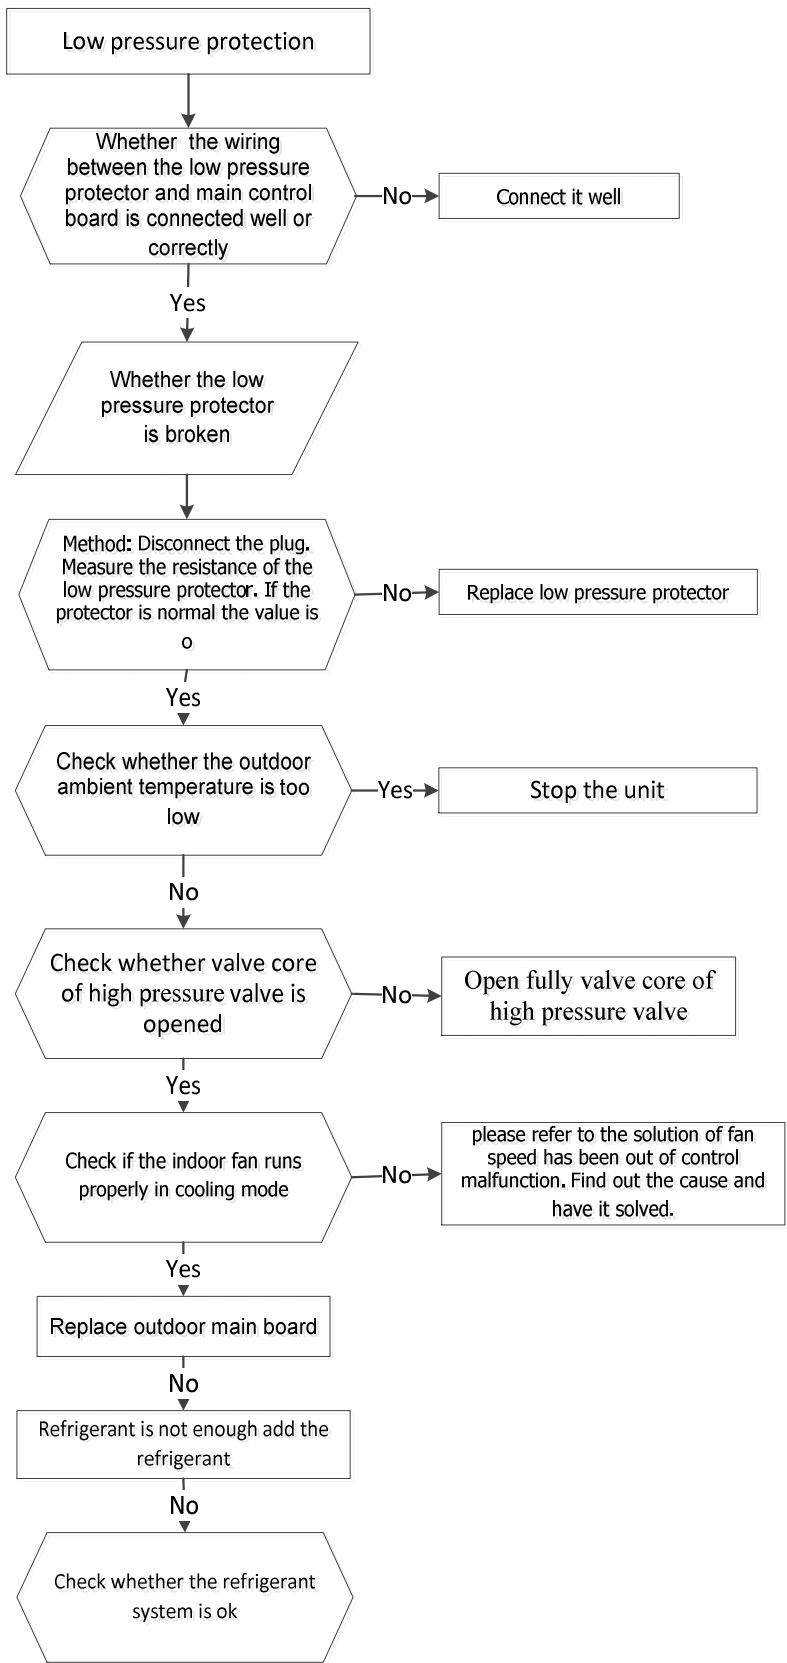 Low pressure protection
Whether the wiring
between the low pressure
protector and main control
board is connected well or
correctly
No
Connect it well
Yes
Whether the low
pressure protector
is broken
Method: Disconnect the plug.
Measure the resistance of the
low pressure protector. If the
protector is normal the value is
o
No
Replace low pressure protector
Yes
Check whether the outdoor
ambient temperature is too
low
Yes
Stop the unit
No
Check whether valve core
of high pressure valve is
opened
No
Open fully valve core of
high pressure valve
Yes
Check if the indoor fan runs
properly in cooling mode
No
please refer to the solution of fan
speed has been out of control
malfunction. Find out the cause and
have it solved.
Yes
Replace outdoor main board
No
Refrigerant is not enough add the
refrigerant
No
Check whether the refrigerant
system is ok